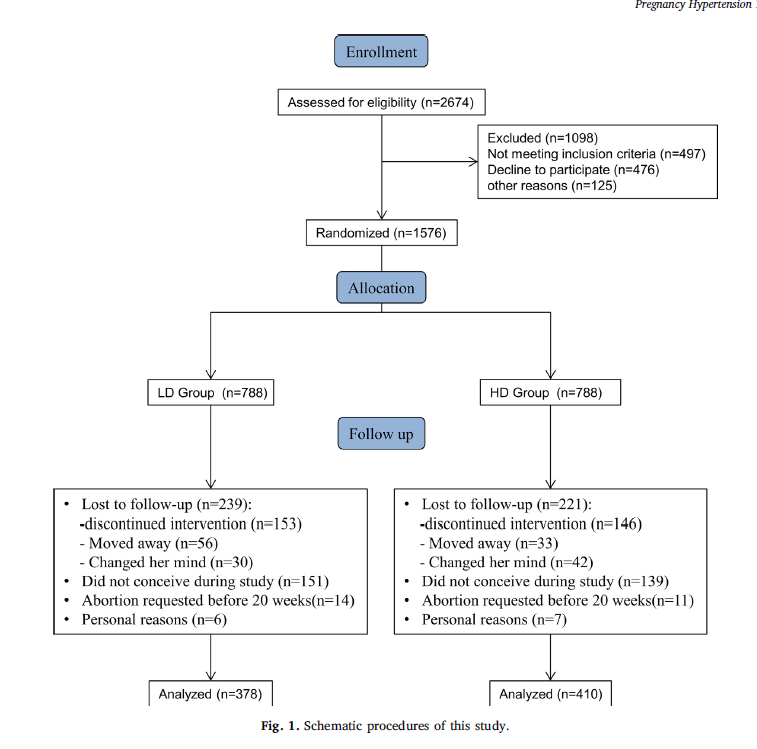 Pregnancy Hypertension
Enrollment
Assessed for eligibility (n=2674)
Excluded (n=1098)
Not meeting inclusion criteria (n=497)
Decline to participate (n=476)
other reasons (n=125)
Randomized (n=1576)
Allocation
LD Group (n=788)
HD Group (n=788)
Follow up
• Lost to follow-up (n=239):
-discontinued intervention (n=153)
- Moved away (n=56)
- Changed her mind (n=30)
• Did not conceive during study (n=151)
• Abortion requested before 20 weeks(n=14)
• Personal reasons (n=6)
• Lost to follow-up (n=221):
-discontinued intervention (n=146)
- Moved away (n=33)
- Changed her mind (n=42)
• Did not conceive during study (n=139)
• Abortion requested before 20 weeks(n=11)
• Personal reasons (n=7)
Analyzed (n=378)
Analyzed (n=410)
Fig. 1. Schematic procedures of this study.